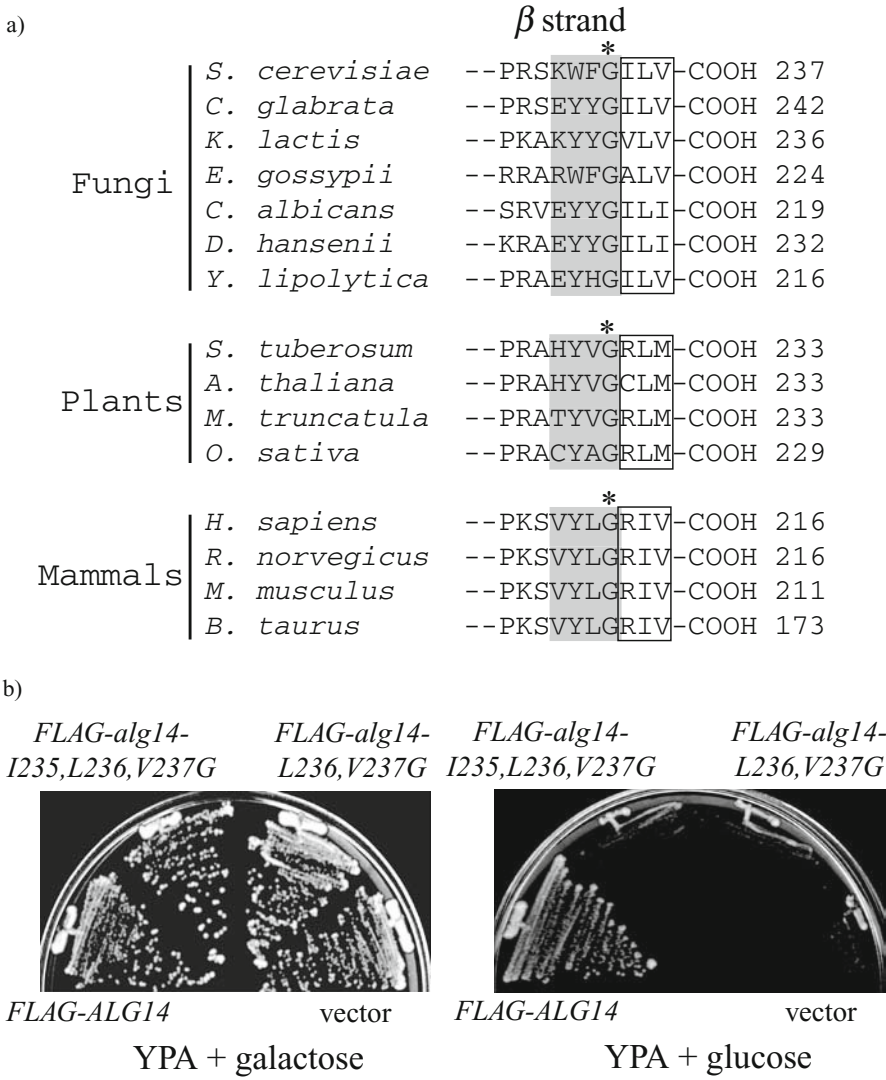 a)
β strand
*
S. cerevisiae --PRSKWFGILV-COOH 237
C. glabrata --PRSEYYGILV-COOH 242
K. lactis --PKAKYYGVLV-COOH 236
Fungi E. gossypii --RRARWFGALV-COOH 224
C. albicans --SRVEYYGILI-COOH 219
D. hansenii --KRAEYYGILI-COOH 232
Y. lipolytica --PRAEYHGILV-COOH 216
*
S. tuberosum --PRAHYVGRLM-COOH 233
Plants A. thaliana --PRAHYVGCLM-COOH 233
M. truncatula --PRATYVGRLM-COOH 233
O. sativa --PRACYAGRLM-COOH 229
*
H. sapiens --PKSVYLGRIV-COOH 216
R. norvegicus --PKSVYLGRIV-COOH 216
Mammals M. musculus --PKSVYLGRIV-COOH 211
B. taurus --PKSVYLGRIV-COOH 173
b)
FLAG-alg14- FLAG-alg14- FLAG-alg14- FLAG-alg14-
I235,L236,V237G L236,V237G I235,L236,V237G L236,V237G
FLAG-ALG14 vector FLAG-ALG14 vector
YPA + galactose YPA + glucose